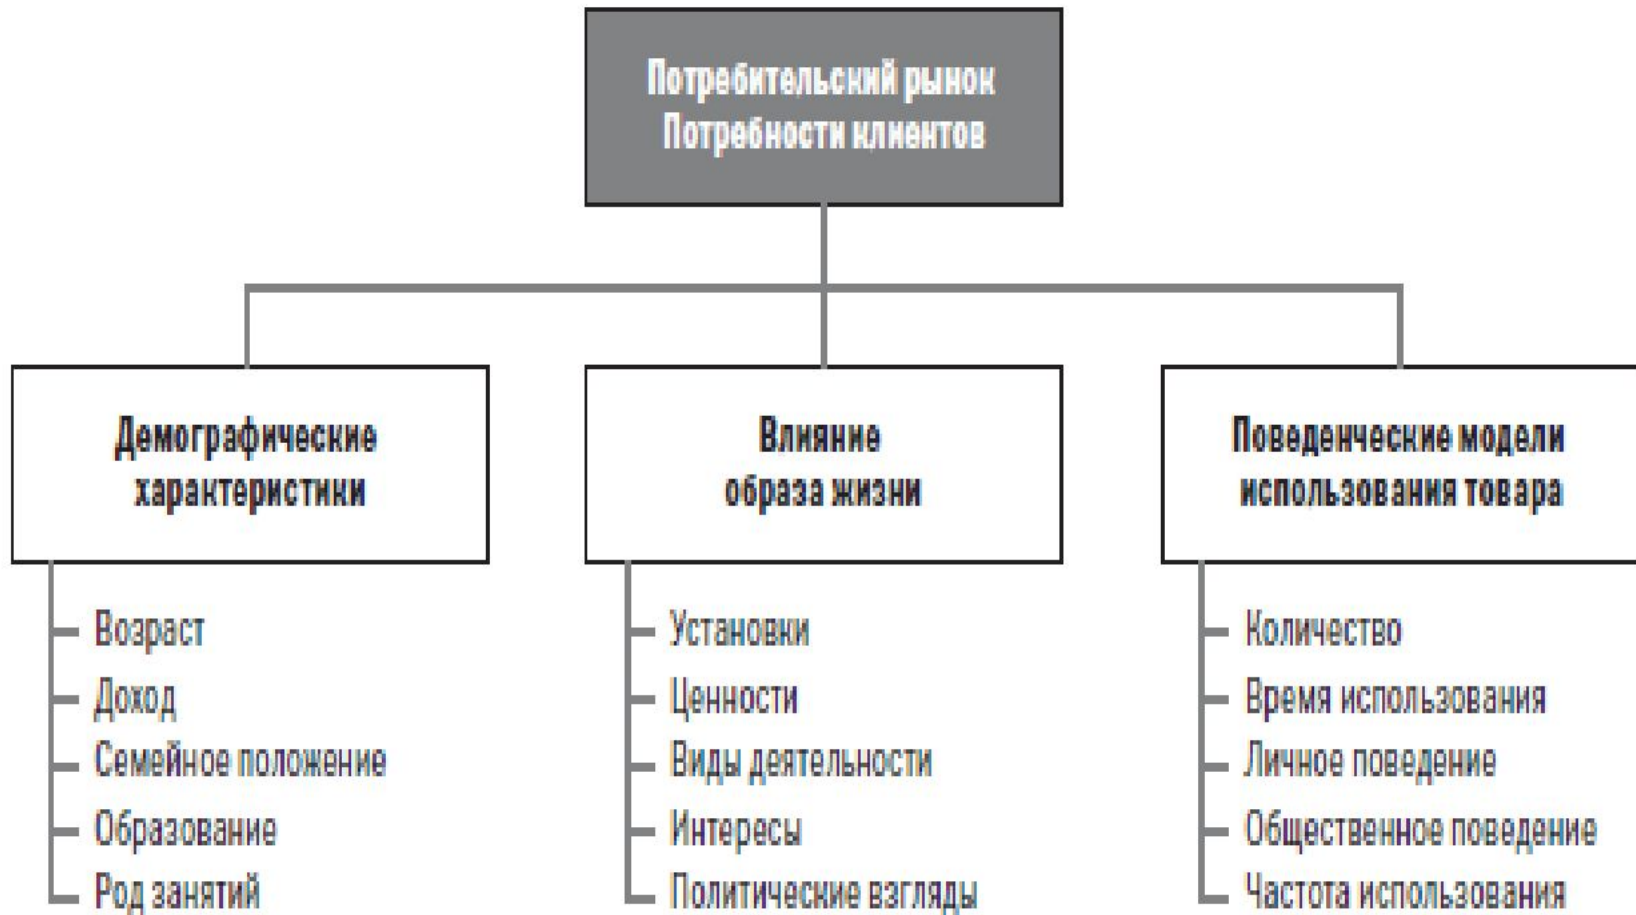 Потребительский рынок
Потребности клиентов
Демографические
характеристики
Возраст
Доход
Семейное положение
Образование
Род занятий
Влияние
образа жизни
Установки
Ценности
Виды деятельности
Интересы
Политические взгляды
Поведенческие модели
использования товара
Количество
Время использования
Личное поведение
Общественное поведение
Частота использования